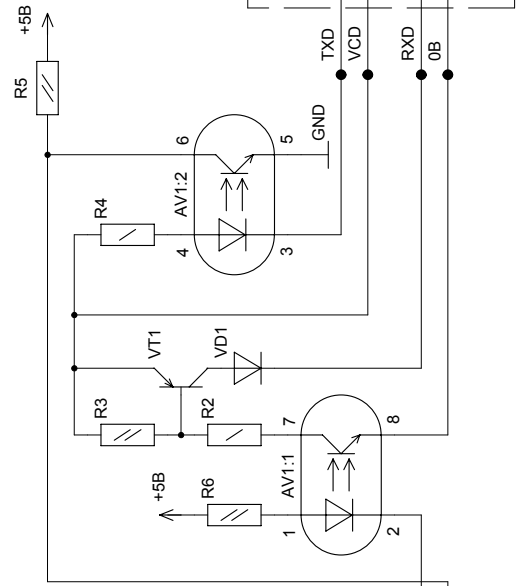 +5В
R5
TXD
VCD
RXD
0В
6
5
AV1:2
GND
R4
4
3
VT1
VD1
R3
R2
7
8
AV1:1
+5В
R6
1
2